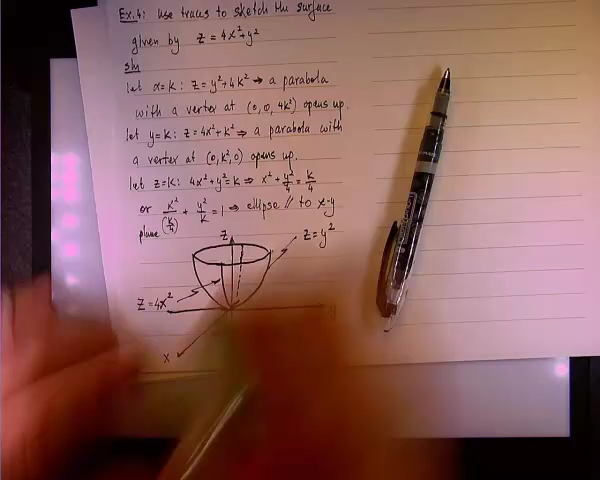 Ex.4: Use traces to sketch the surface
given by z = 4x²+y²
Sln
let x=k: z = y²+4k² → a parabola
with a vertex at (0, 0, 4k²) opens up.
let y=k: z=4x²+k² ⇒ a parabola with
a vertex at (0, k², 0) opens up.
let z=k: 4x²+y²=k ⇒ x²+y²/4 = k/4
or x²/(k/4) + y²/k = 1 ⇒ ellipse // to x-y
plane
z
z=y²
z=4x²
y
x